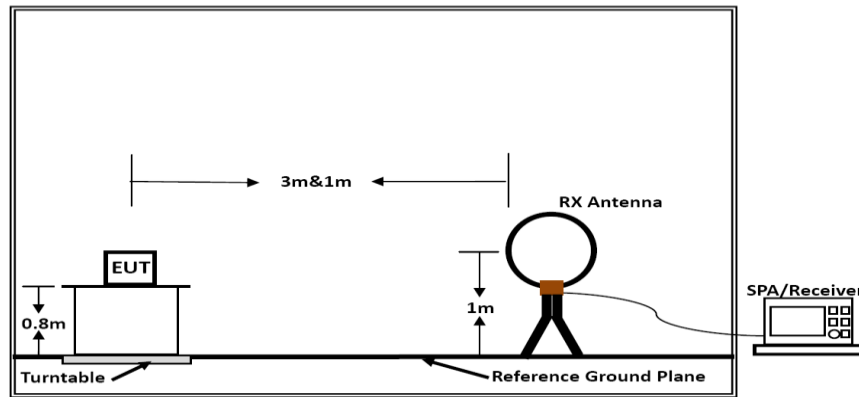 3m&1m
RX Antenna
EUT
SPA/Receiver
0.8m
1m
Turntable
Reference Ground Plane